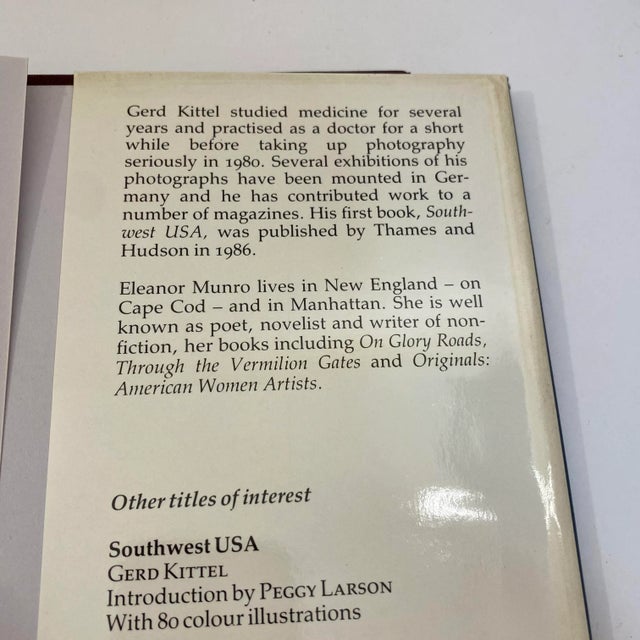 Gerd Kittel studied medicine for several
years and practised as a doctor for a short
while before taking up photography
seriously in 1980. Several exhibitions of his
photographs have been mounted in Ger-
many and he has contributed work to a
number of magazines. His first book, South-
west USA, was published by Thames and
Hudson in 1986.
Eleanor Munro lives in New England – on
Cape Cod – and in Manhattan. She is well
known as poet, novelist and writer of non-
fiction, her books including On Glory Roads,
Through the Vermilion Gates and Originals:
American Women Artists.
Other titles of interest
Southwest USA
GERD KITTEL
Introduction by PEGGY LARSON
With 80 colour illustrations